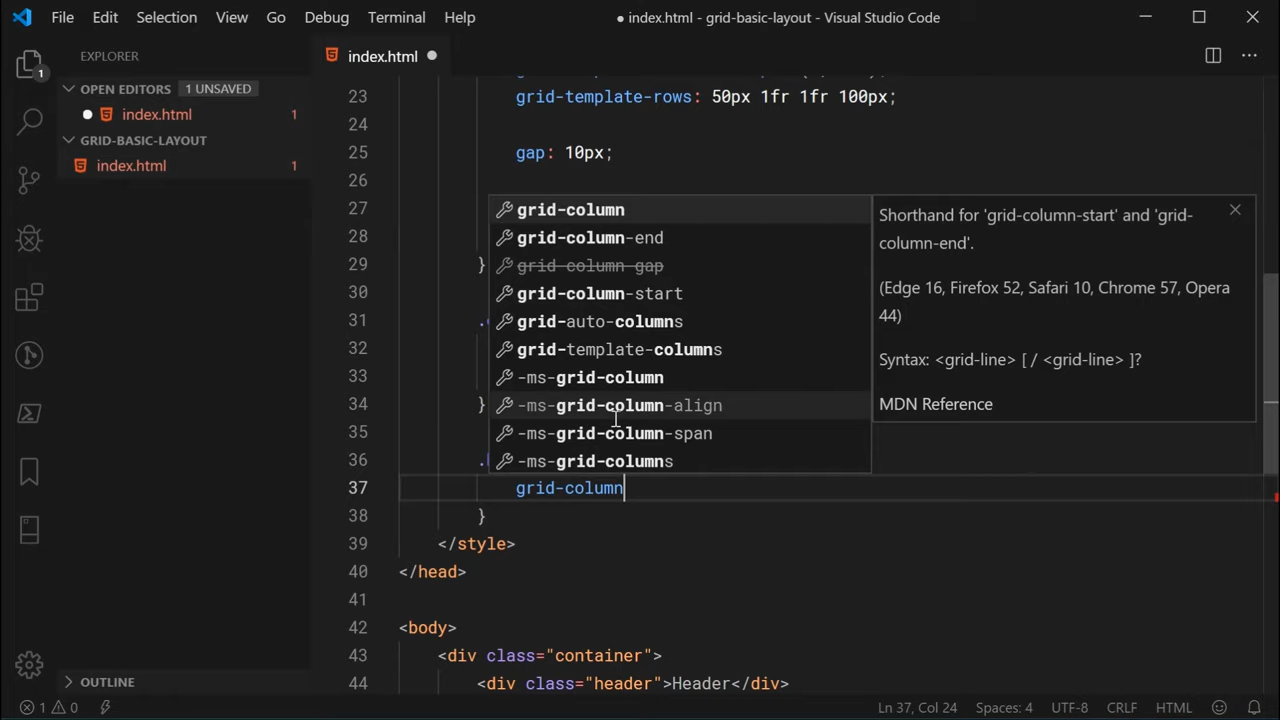 File Edit Selection View Go Debug Terminal Help
● index.html - grid-basic-layout - Visual Studio Code
EXPLORER
index.html
1
OPEN EDITORS 1 UNSAVED
index.html 1
GRID-BASIC-LAYOUT
index.html 1
OUTLINE
23 grid-template-rows: 50px 1fr 1fr 100px;
24
25 gap: 10px;
26
27
28
29 }
30
31 .
32
33
34 }
35
36 .
37 grid-column
38 }
39 </style>
40 </head>
41
42 <body>
43 <div class="container">
44 <div class="header">Header</div>
grid-column
grid-column-end
grid-column-gap
grid-column-start
grid-auto-columns
grid-template-columns
-ms-grid-column
-ms-grid-column-align
-ms-grid-column-span
-ms-grid-columns
Shorthand for 'grid-column-start' and 'grid-
column-end'.
(Edge 16, Firefox 52, Safari 10, Chrome 57, Opera
44)
Syntax: <grid-line> [ / <grid-line> ]?
MDN Reference
1 0
Ln 37, Col 24 Spaces: 4 UTF-8 CRLF HTML